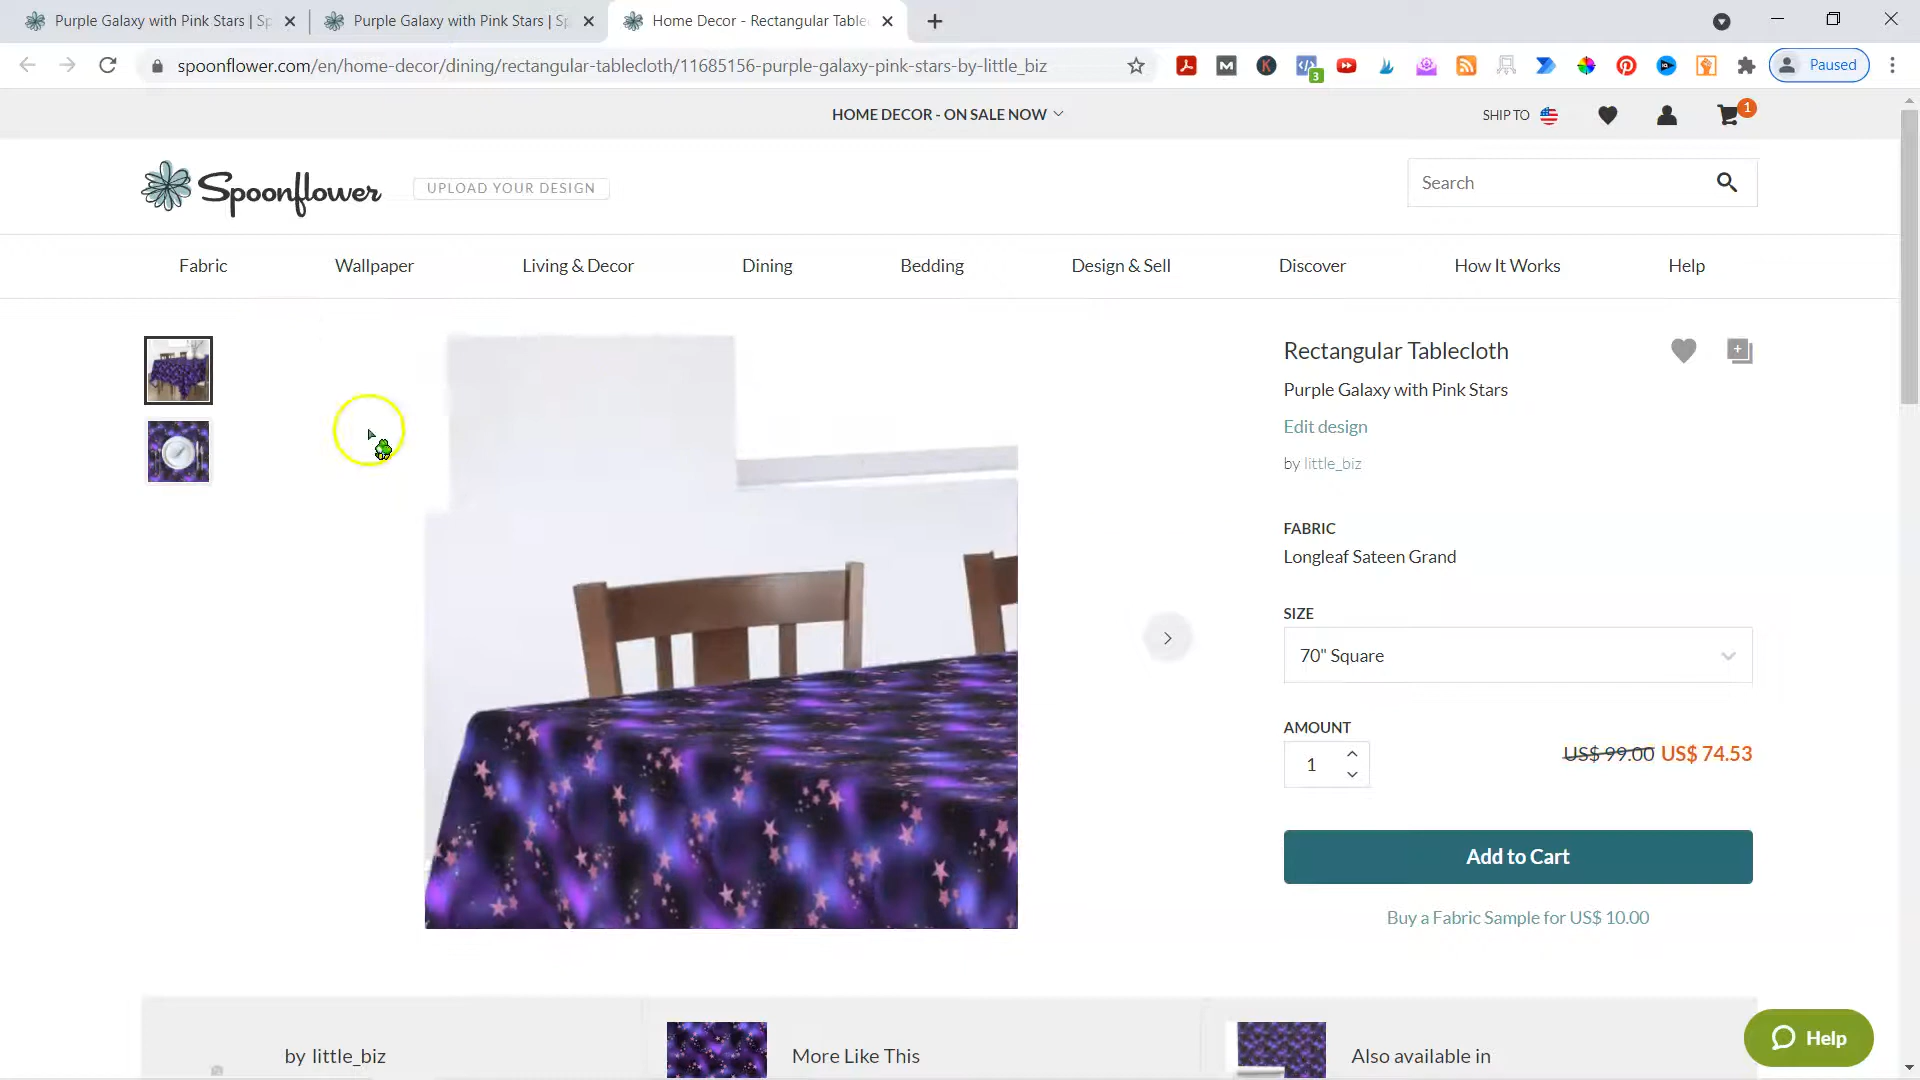 Purple Galaxy with Pink Stars | Sp
Purple Galaxy with Pink Stars | Sp
Home Decor - Rectangular Table
spoonflower.com/en/home-decor/dining/rectangular-tablecloth/11685156-purple-galaxy-pink-stars-by-little_biz
3
Paused
HOME DECOR - ON SALE NOW
SHIP TO
1
Spoonflower
UPLOAD YOUR DESIGN
Search
Fabric
Wallpaper
Living & Decor
Dining
Bedding
Design & Sell
Discover
How It Works
Help
Rectangular Tablecloth
Purple Galaxy with Pink Stars
Edit design
by little_biz
FABRIC
Longleaf Sateen Grand
SIZE
70" Square
AMOUNT
1
US$ 99.00 US$ 74.53
Add to Cart
Buy a Fabric Sample for US$ 10.00
by little_biz
More Like This
Also available in
Help